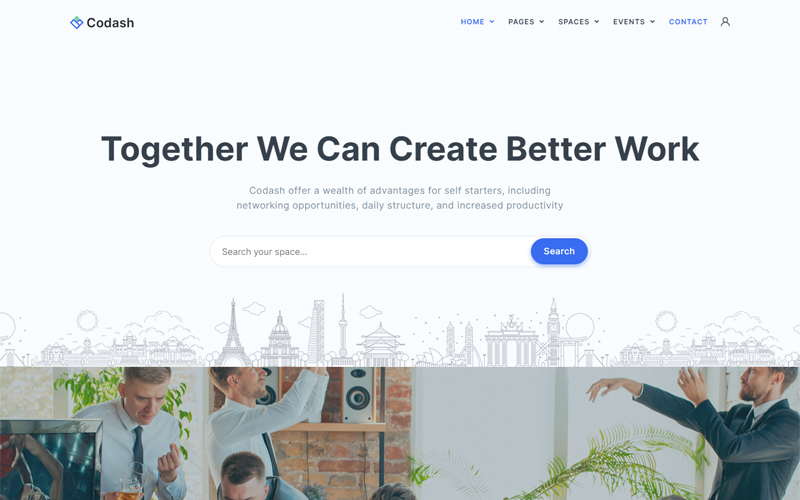 Codash
HOME PAGES SPACES EVENTS CONTACT
Together We Can Create Better Work
Codash offer a wealth of advantages for self starters, including
networking opportunities, daily structure, and increased productivity
Search your space...
Search